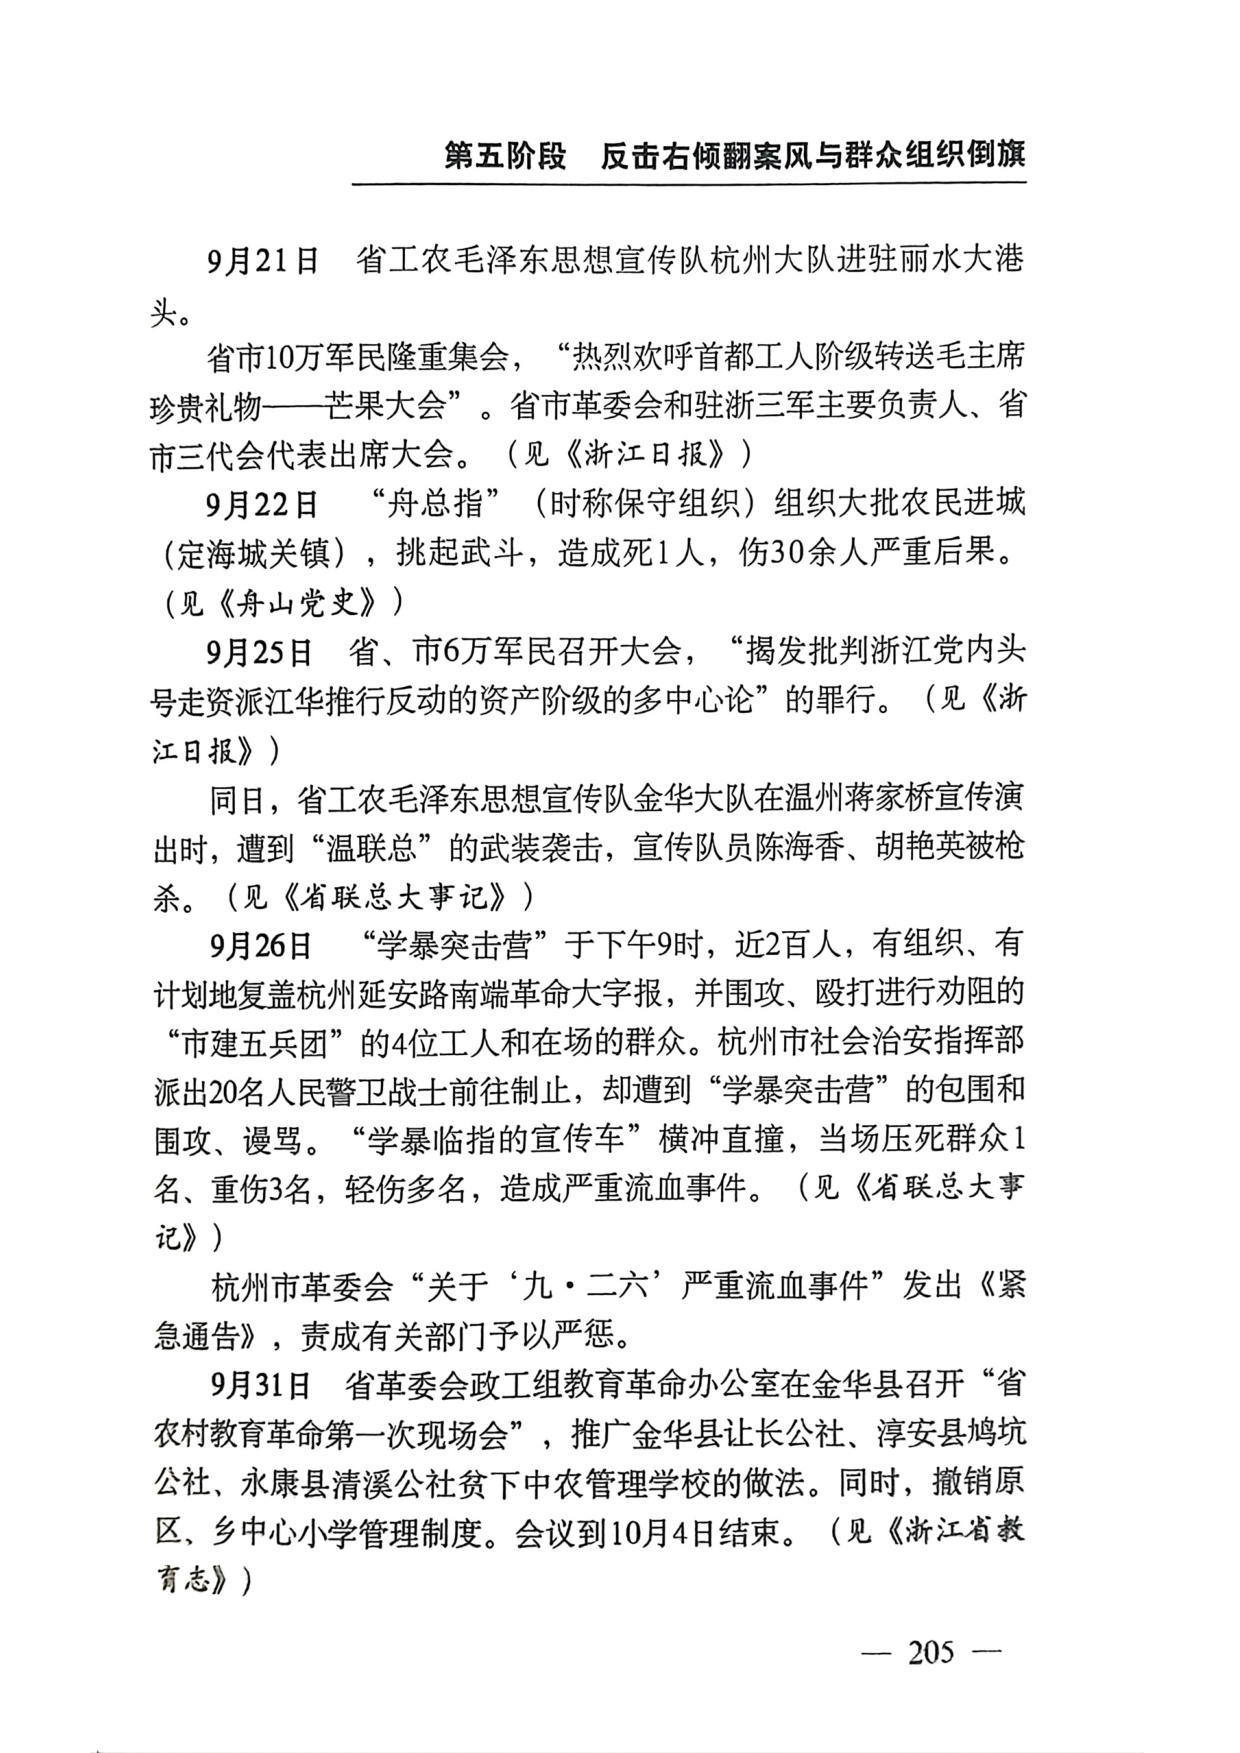 第五阶段　反击右倾翻案风与群众组织倒旗
9月21日　省工农毛泽东思想宣传队杭州大队进驻丽水大港
头。
省市10万军民隆重集会，“热烈欢呼首都工人阶级转送毛主席
珍贵礼物——芒果大会”。省市革委会和驻浙三军主要负责人、省
市三代会代表出席大会。（见《浙江日报》）
9月22日　“舟总指”（时称保守组织）组织大批农民进城
（定海城关镇），挑起武斗，造成死1人，伤30余人严重后果。
（见《舟山党史》）
9月25日　省、市6万军民召开大会，“揭发批判浙江党内头
号走资派江华推行反动的资产阶级的多中心论”的罪行。（见《浙
江日报》）
同日，省工农毛泽东思想宣传队金华大队在温州蒋家桥宣传演
出时，遭到“温联总”的武装袭击，宣传队员陈海香、胡艳英被枪
杀。（见《省联总大事记》）
9月26日　“学暴突击营”于下午9时，近2百人，有组织、有
计划地复盖杭州延安路南端革命大字报，并围攻、殴打进行劝阻的
“市建五兵团”的4位工人和在场的群众。杭州市社会治安指挥部
派出20名人民警卫战士前往制止，却遭到“学暴突击营”的包围和
围攻、谩骂。“学暴临指的宣传车”横冲直撞，当场压死群众1
名、重伤3名，轻伤多名，造成严重流血事件。（见《省联总大事
记》）
杭州市革委会“关于‘九·二六’严重流血事件”发出《紧
急通告》，责成有关部门予以严惩。
9月31日　省革委会政工组教育革命办公室在金华县召开“省
农村教育革命第一次现场会”，推广金华县让长公社、淳安县鸠坑
公社、永康县清溪公社贫下中农管理学校的做法。同时，撤销原
区、乡中心小学管理制度。会议到10月4日结束。（见《浙江省教
育志》）
— 205 —